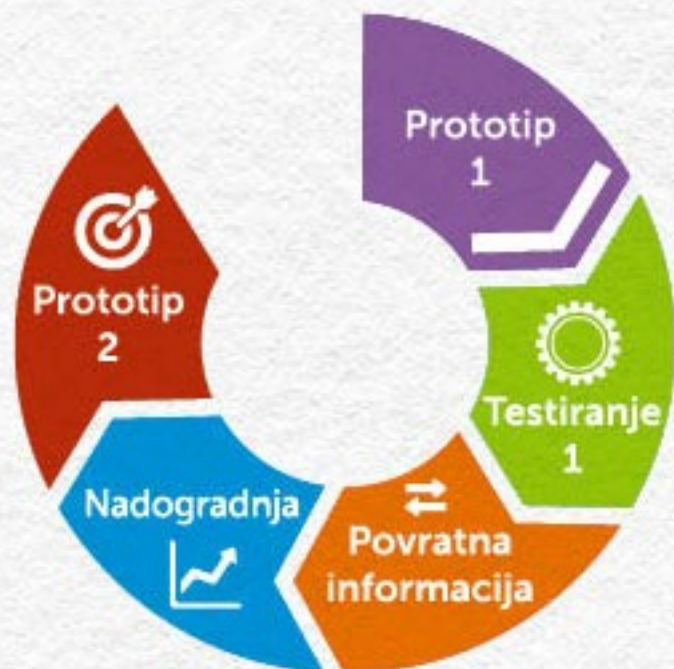 Prototip
1
Testiranje
1
Povratna
informacija
Nadogradnja
Prototip
2